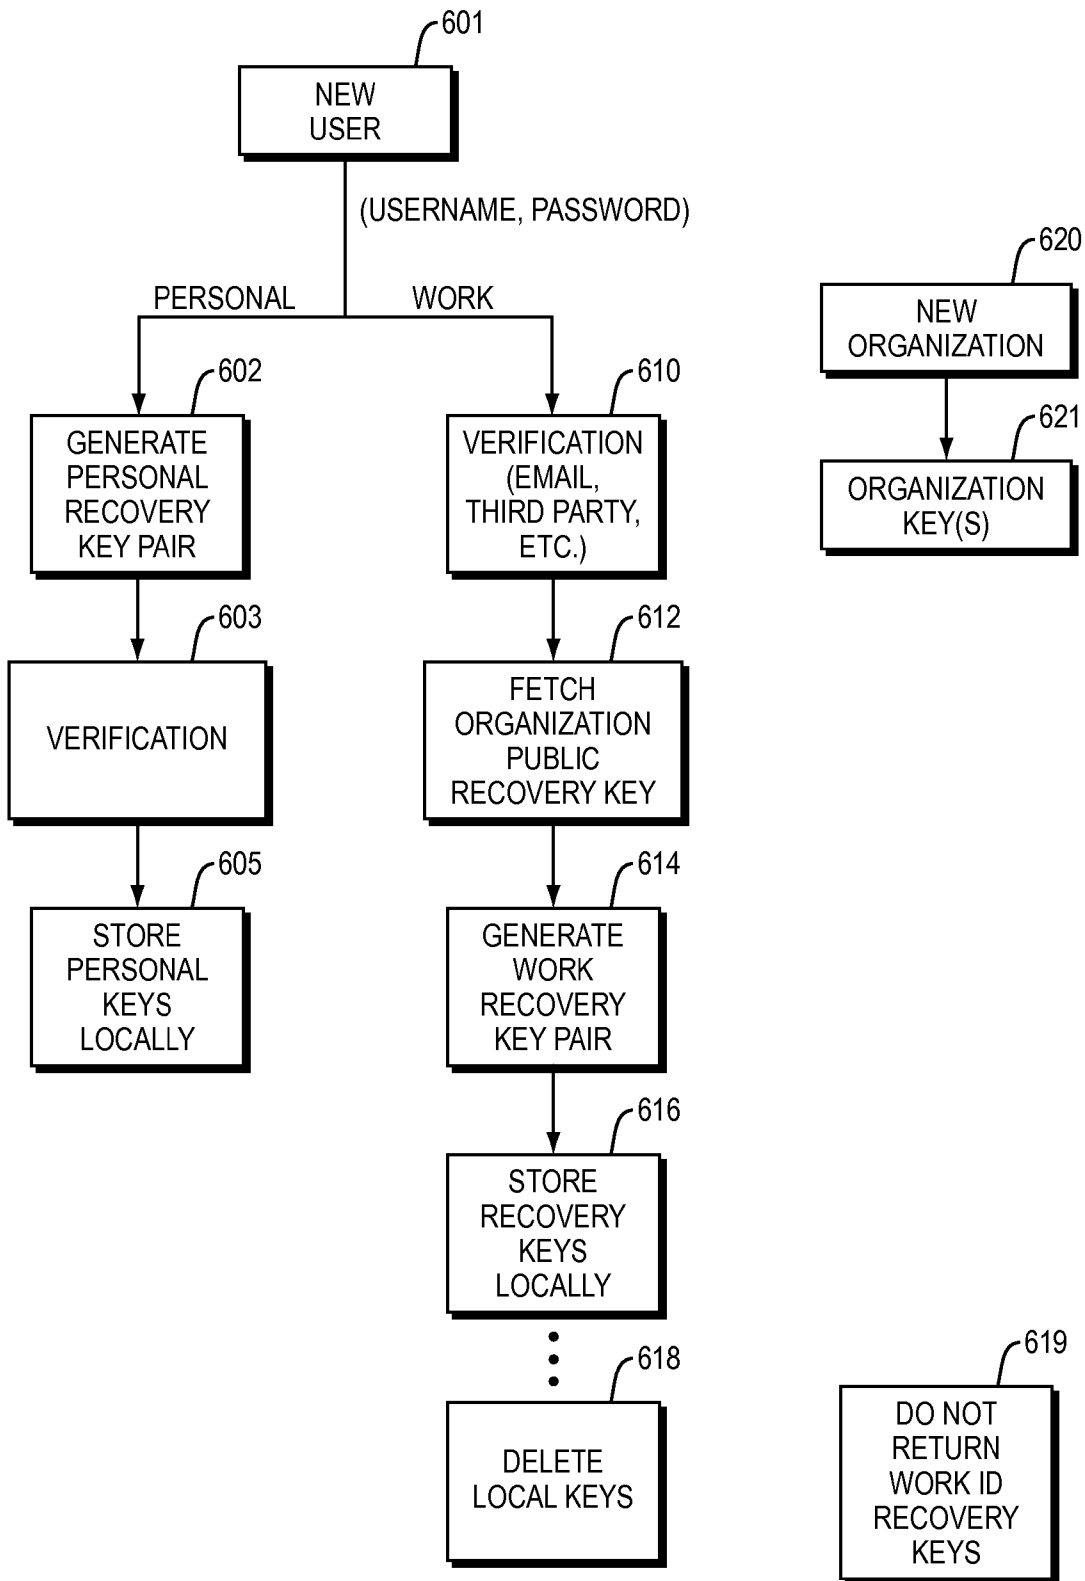 601
NEW
USER
(USERNAME, PASSWORD)
PERSONAL
WORK
620
NEW
ORGANIZATION
602
GENERATE
PERSONAL
RECOVERY
KEY PAIR
610
VERIFICATION
(EMAIL,
THIRD PARTY,
ETC.)
621
ORGANIZATION
KEY(S)
603
VERIFICATION
612
FETCH
ORGANIZATION
PUBLIC
RECOVERY KEY
605
STORE
PERSONAL
KEYS
LOCALLY
614
GENERATE
WORK
RECOVERY
KEY PAIR
616
STORE
RECOVERY
KEYS
LOCALLY
618
DELETE
LOCAL KEYS
619
DO NOT
RETURN
WORK ID
RECOVERY
KEYS